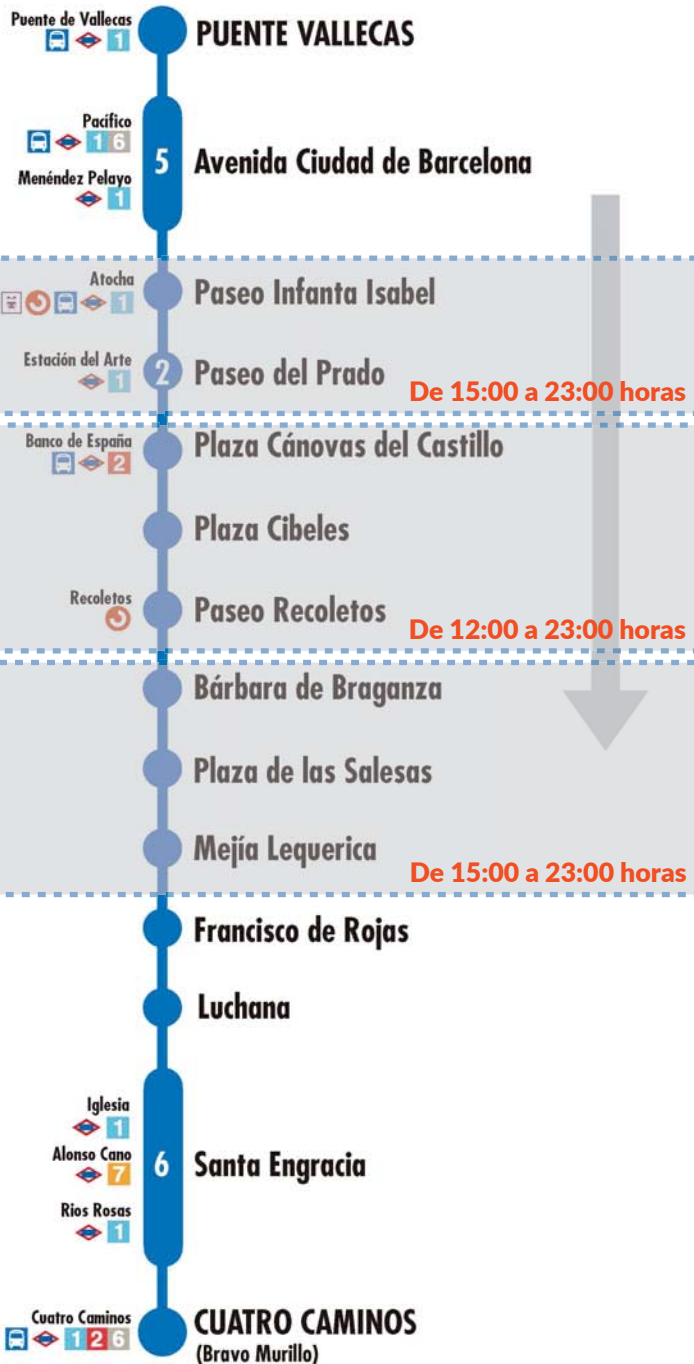 Puente de Vallecas
1
PUENTE VALLECAS
Pacífico
1 6
Menéndez Pelayo
1
5
Avenida Ciudad de Barcelona
Atocha
1
Paseo Infanta Isabel
Estación del Arte
1
2
Paseo del Prado
De 15:00 a 23:00 horas
Banco de España
2
Plaza Cánovas del Castillo
Plaza Cibeles
Recoletos
Paseo Recoletos
De 12:00 a 23:00 horas
Bárbara de Braganza
Plaza de las Salesas
Mejía Lequerica
De 15:00 a 23:00 horas
Francisco de Rojas
Luchana
Iglesia
1
Alonso Cano
7
Rios Rosas
1
6
Santa Engracia
Cuatro Caminos
1 2 6
CUATRO CAMINOS
(Bravo Murillo)